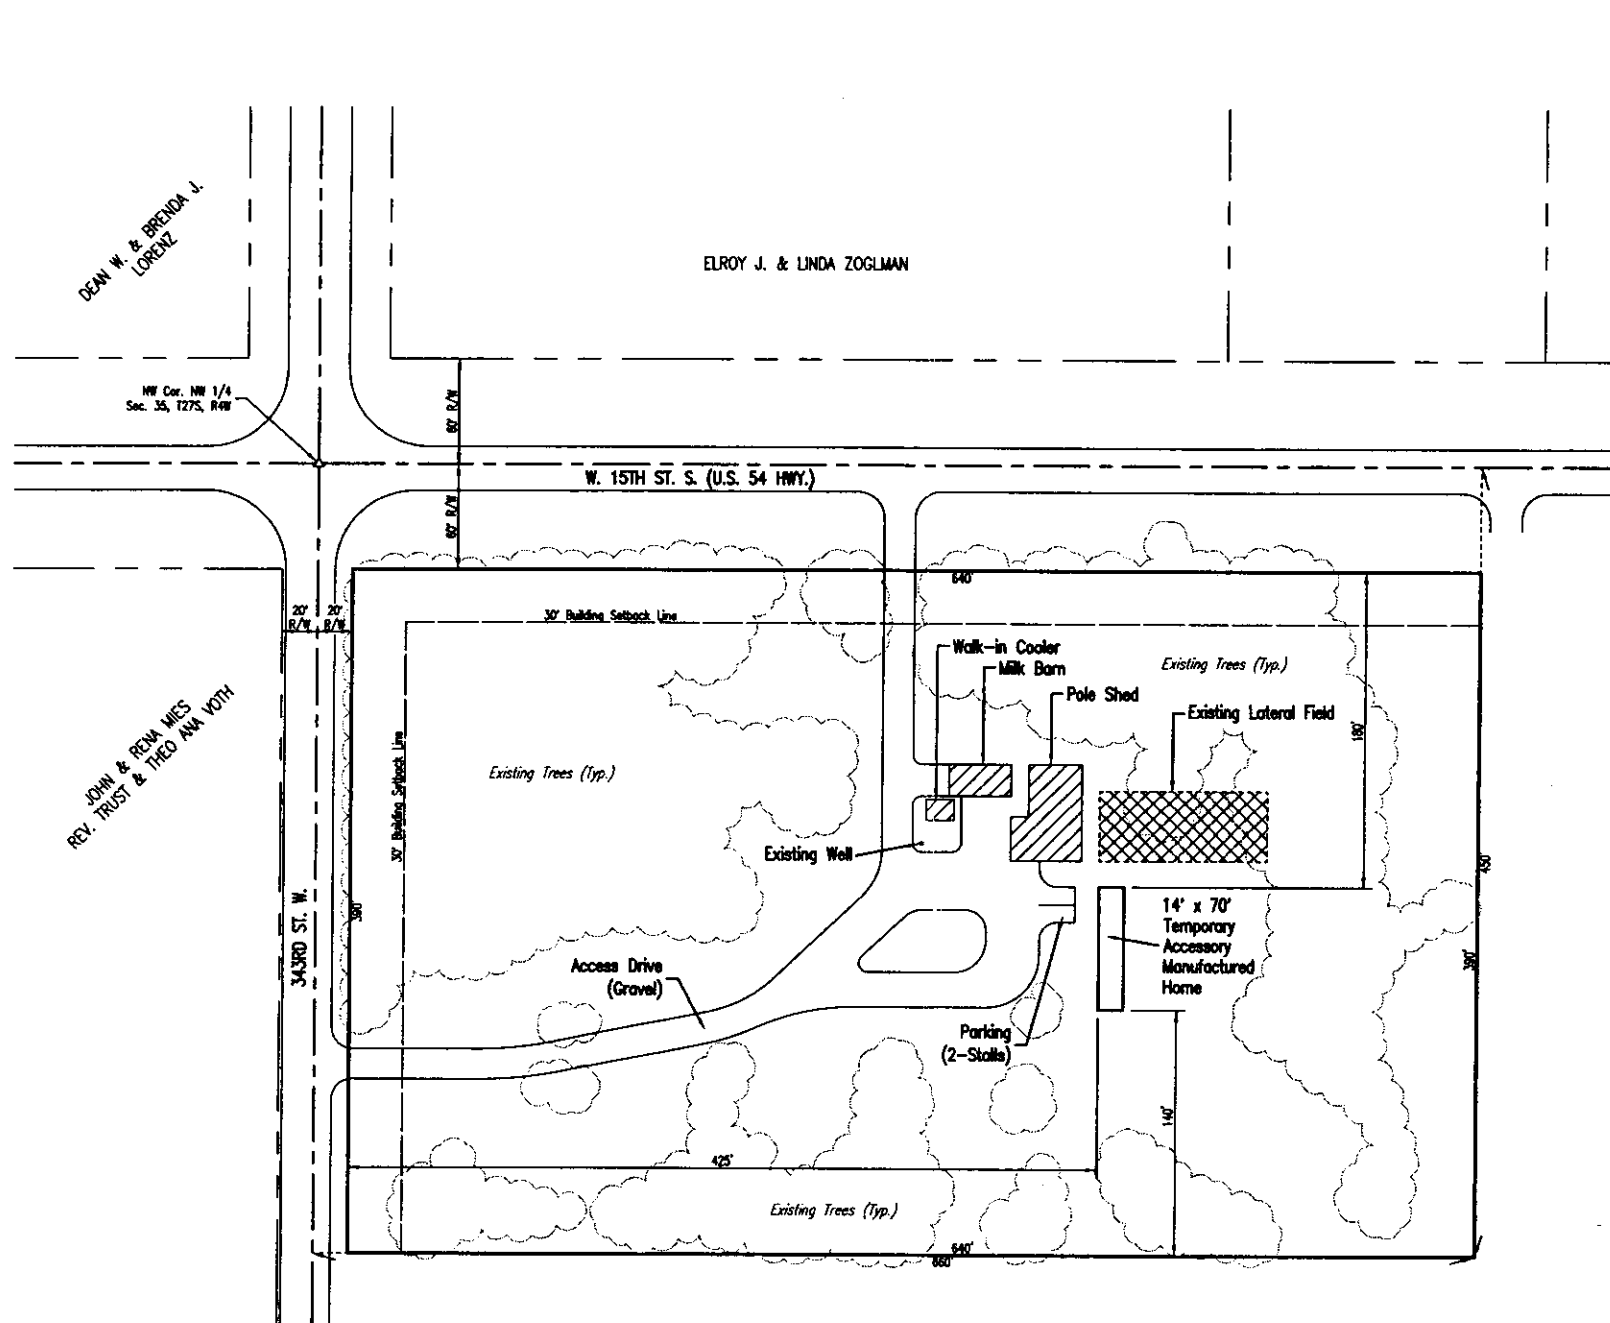 DEAN W. & BRENDA J.
LORENZ
ELROY J. & LINDA ZOGLMAN
NW Cor. NW 1/4
Sec. 35, T27S, R4W
60' R/W
W. 15TH ST. S. (U.S. 54 HWY.)
60' R/W
640'
20'
R/W
20'
R/W
30' Building Setback Line
Walk-in Cooler
Milk Barn
Existing Trees (Typ.)
Pole Shed
Existing Lateral Field
180'
JOHN & RENA MIES
REV. TRUST & THEO ANA VOTH
30' Building Setback Line
Existing Trees (Typ.)
Existing Well
450'
390'
343RD ST. W.
14' x 70'
Temporary
Accessory
Manufactured
Home
390'
Access Drive
(Gravel)
Parking
(2-Stalls)
140'
425'
Existing Trees (Typ.)
640'
660'